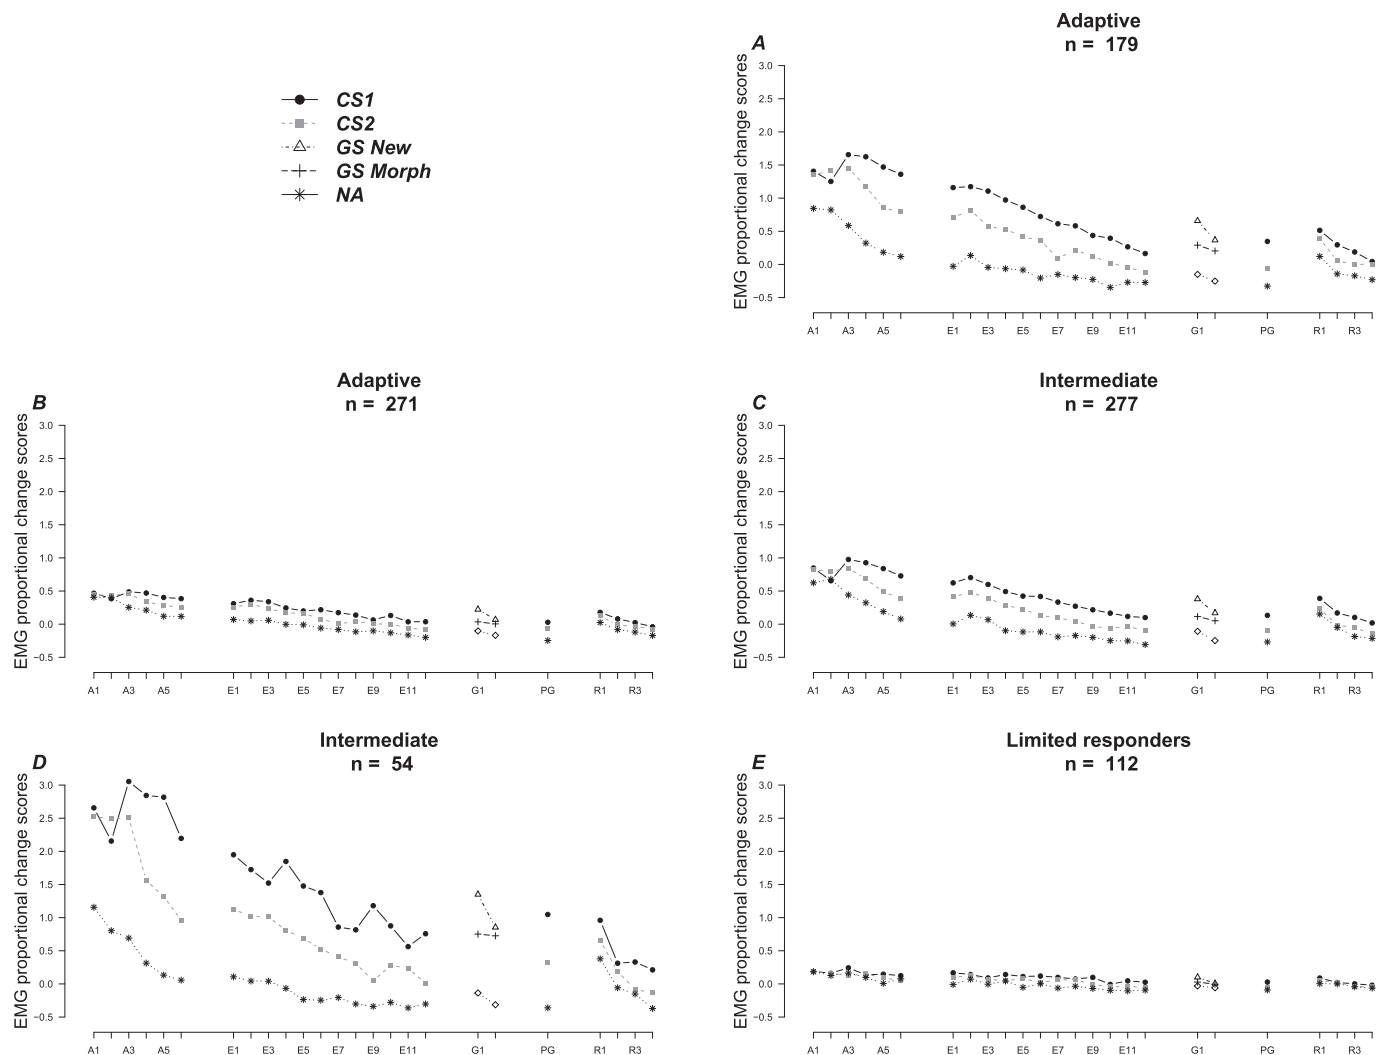 CS1
CS2
GS New
GS Morph
NA
A
Adaptive
n = 179
EMG proportional change scores
3.0
2.5
2.0
1.5
1.0
0.5
0.0
−0.5
A1 A3 A5 E1 E3 E5 E7 E9 E11 G1 PG R1 R3
B
Adaptive
n = 271
EMG proportional change scores
3.0
2.5
2.0
1.5
1.0
0.5
0.0
−0.5
A1 A3 A5 E1 E3 E5 E7 E9 E11 G1 PG R1 R3
C
Intermediate
n = 277
EMG proportional change scores
3.0
2.5
2.0
1.5
1.0
0.5
0.0
−0.5
A1 A3 A5 E1 E3 E5 E7 E9 E11 G1 PG R1 R3
D
Intermediate
n = 54
EMG proportional change scores
3.0
2.5
2.0
1.5
1.0
0.5
0.0
−0.5
A1 A3 A5 E1 E3 E5 E7 E9 E11 G1 PG R1 R3
E
Limited responders
n = 112
EMG proportional change scores
3.0
2.5
2.0
1.5
1.0
0.5
0.0
−0.5
A1 A3 A5 E1 E3 E5 E7 E9 E11 G1 PG R1 R3